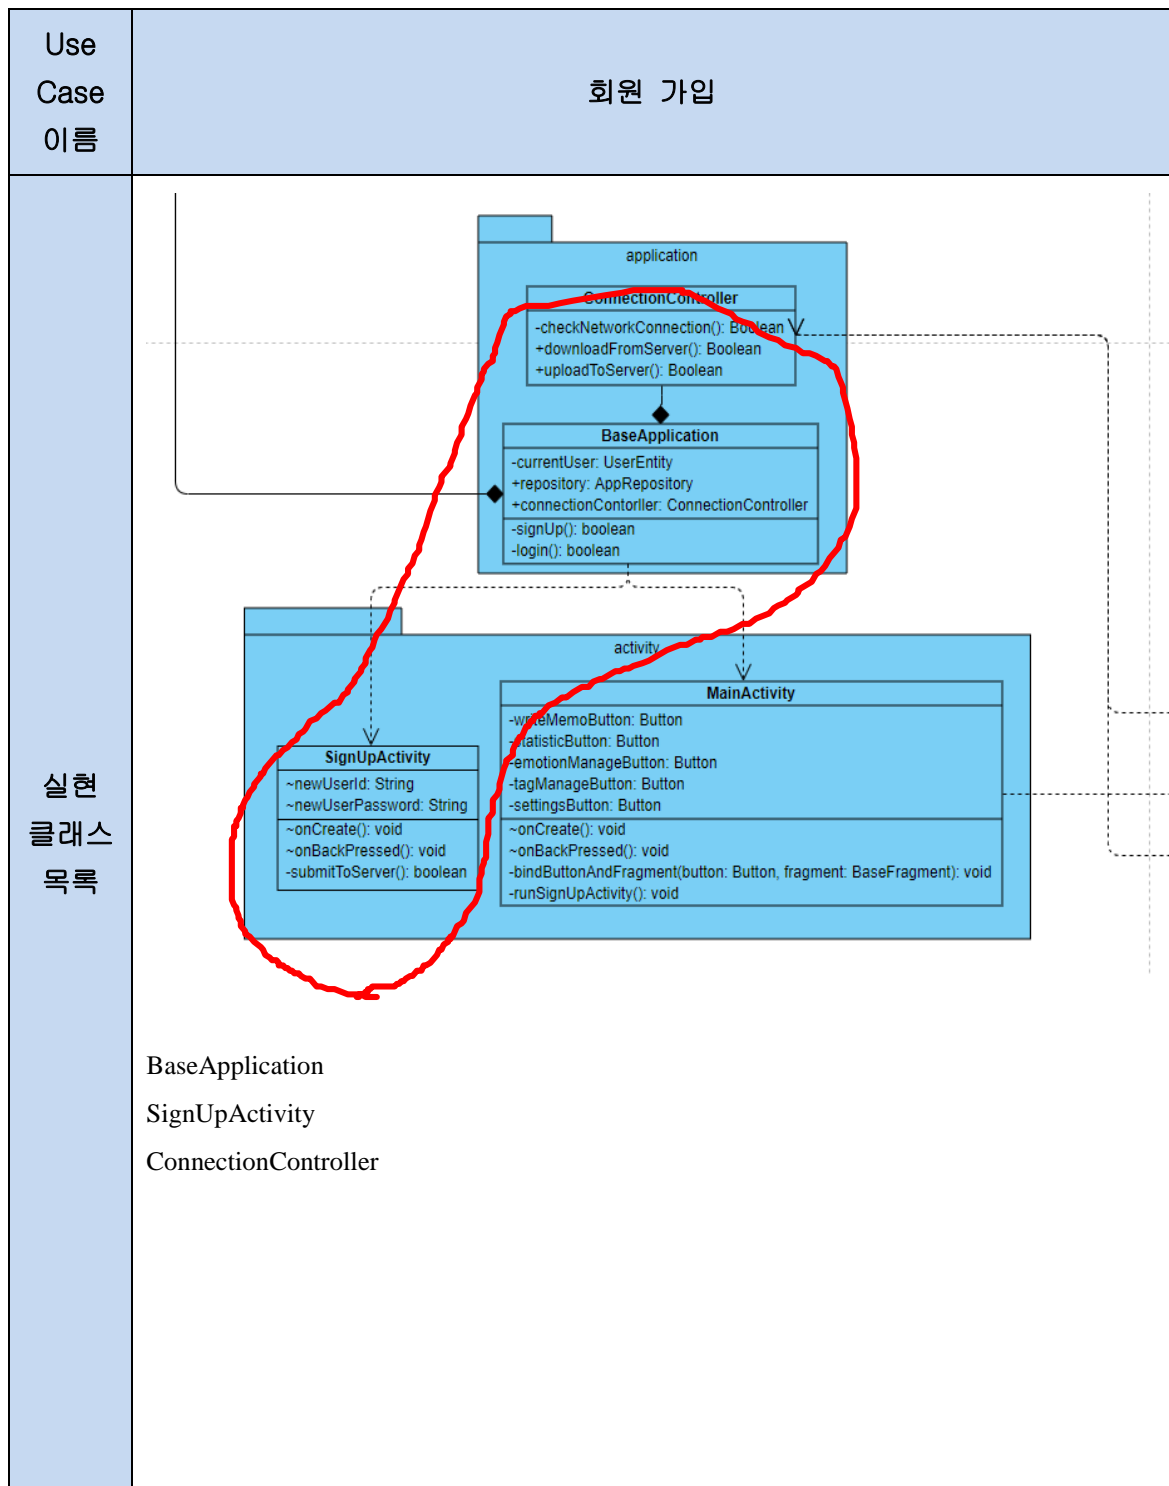 Use
Case
이름
회원 가입
실현
클래스
목록
application
ConnectionController
-checkNetworkConnection(): Boolean
+downloadFromServer(): Boolean
+uploadToServer(): Boolean
BaseApplication
-currentUser: UserEntity
+repository: AppRepository
+connectionContorller: ConnectionController
-signUp(): boolean
-login(): boolean
activity
SignUpActivity
~newUserId: String
~newUserPassword: String
~onCreate(): void
~onBackPressed(): void
-submitToServer(): boolean
MainActivity
-writeMemoButton: Button
-statisticButton: Button
-emotionManageButton: Button
-tagManageButton: Button
-settingsButton: Button
~onCreate(): void
~onBackPressed(): void
-bindButtonAndFragment(button: Button, fragment: BaseFragment): void
-runSignUpActivity(): void
BaseApplication
SignUpActivity
ConnectionController